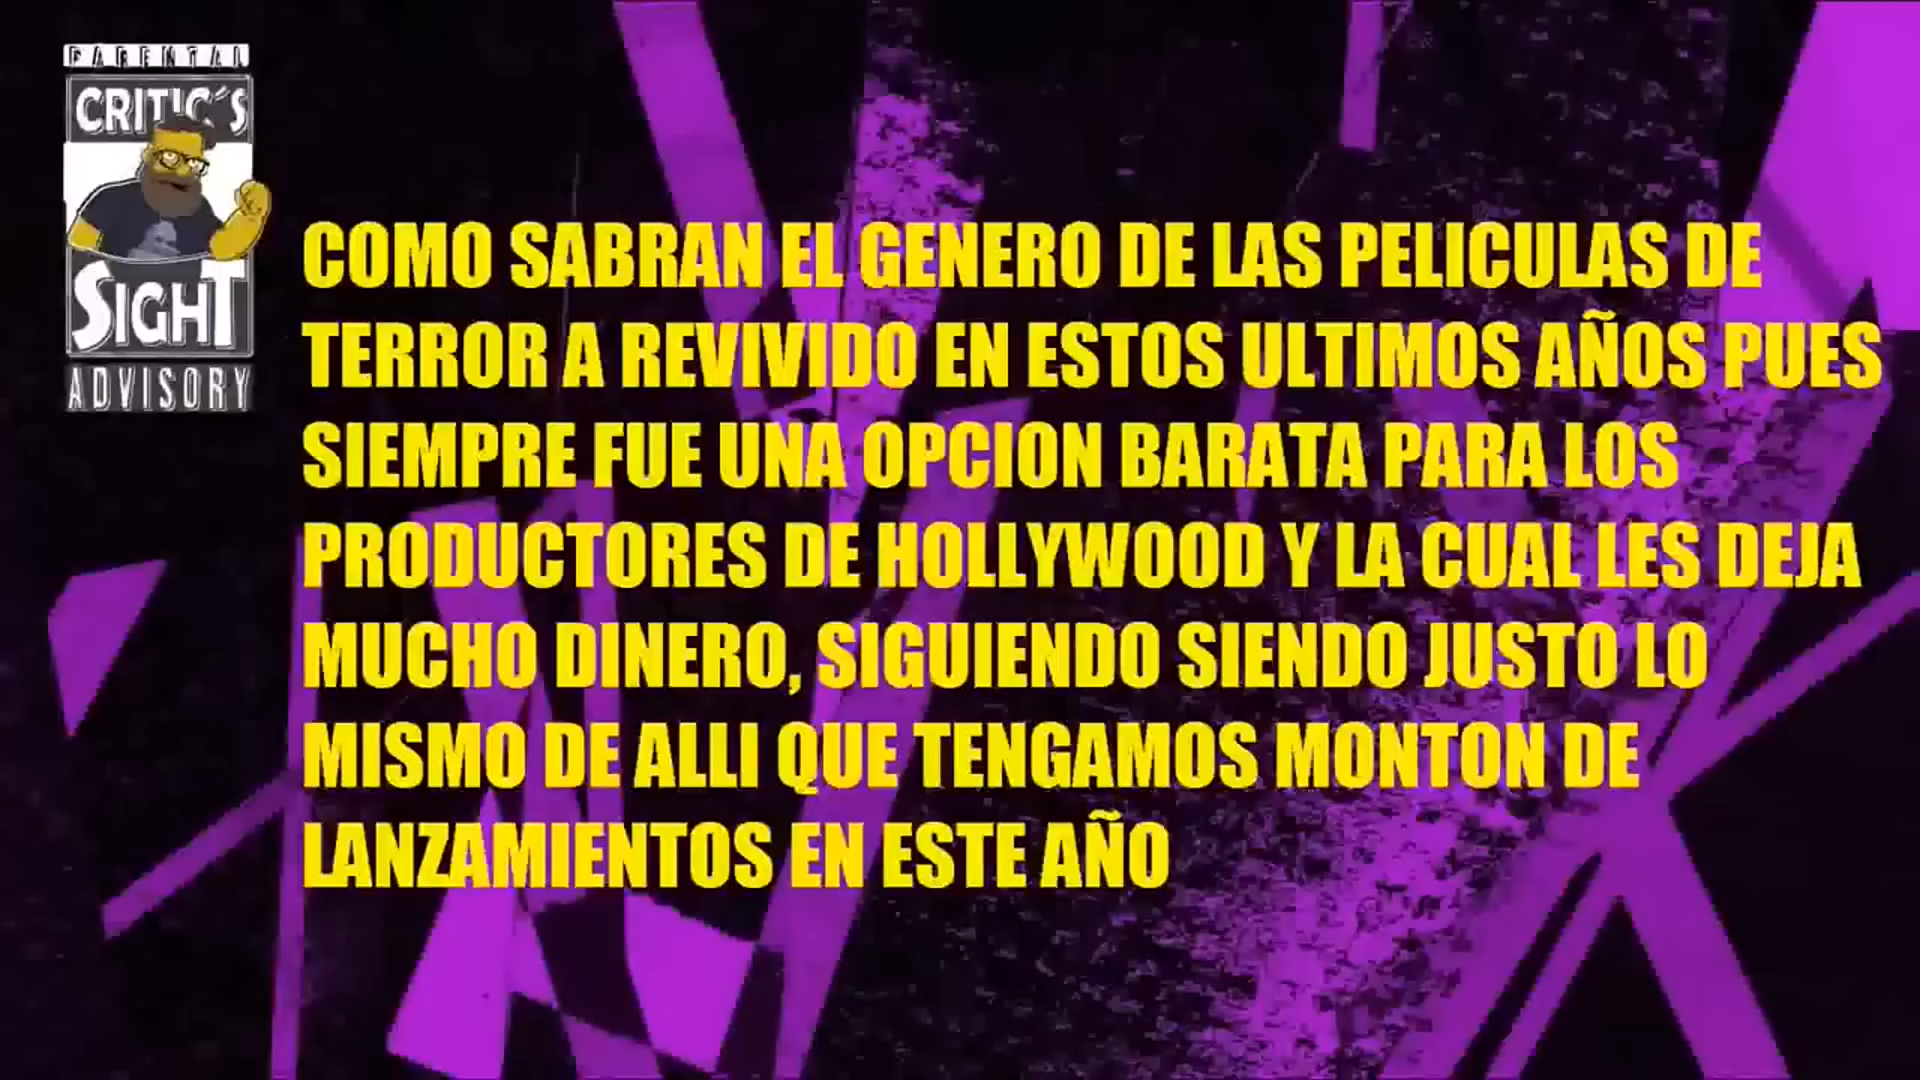 PARENTAL
CRITIC´S
SIGHT
ADVISORY
COMO SABRAN EL GENERO DE LAS PELICULAS DE
TERROR A REVIVIDO EN ESTOS ULTIMOS AÑOS PUES
SIEMPRE FUE UNA OPCION BARATA PARA LOS
PRODUCTORES DE HOLLYWOOD Y LA CUAL LES DEJA
MUCHO DINERO, SIGUIENDO SIENDO JUSTO LO
MISMO DE ALLI QUE TENGAMOS MONTON DE
LANZAMIENTOS EN ESTE AÑO